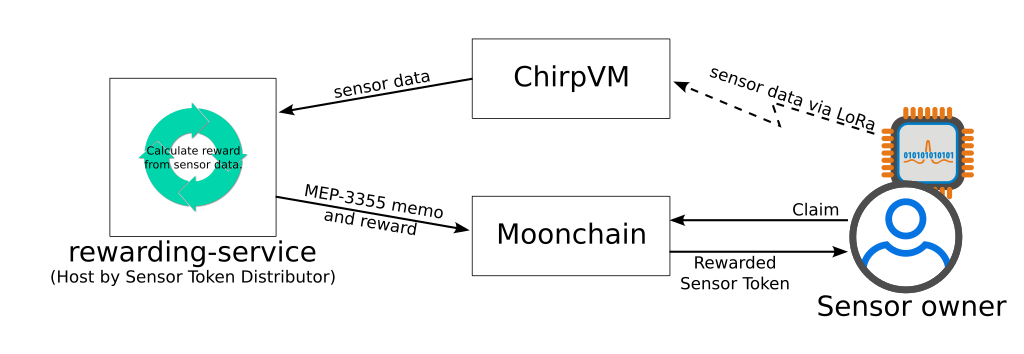 ChirpVM
sensor data
sensor data via LoRa
Calculate reward
from sensor data.
010101010101
MEP-3355 memo
and reward
Moonchain
Claim
Rewarded
Sensor Token
rewarding-service
(Host by Sensor Token Distributor)
Sensor owner